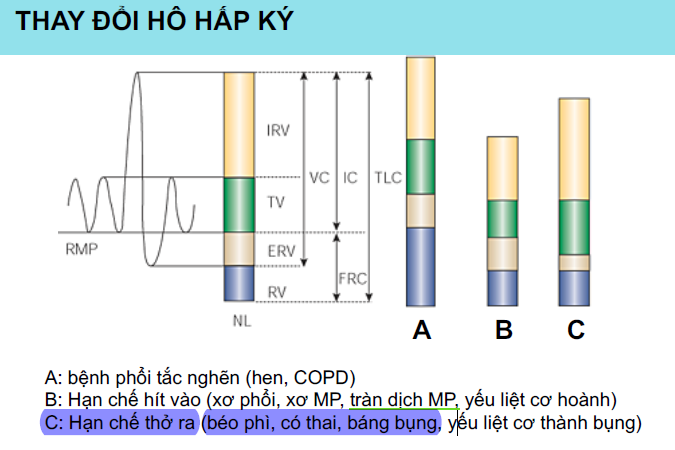 THAY ĐỔI HÔ HẤP KÝ
IRV
VC IC TLC
TV
RMP
ERV
FRC
RV
NL
A B C
A: bệnh phổi tắc nghẽn (hen, COPD)
B: Hạn chế hít vào (xơ phổi, xơ MP, tràn dịch MP, yếu liệt cơ hoành)
C: Hạn chế thở ra (béo phì, có thai, báng bụng, yếu liệt cơ thành bụng)